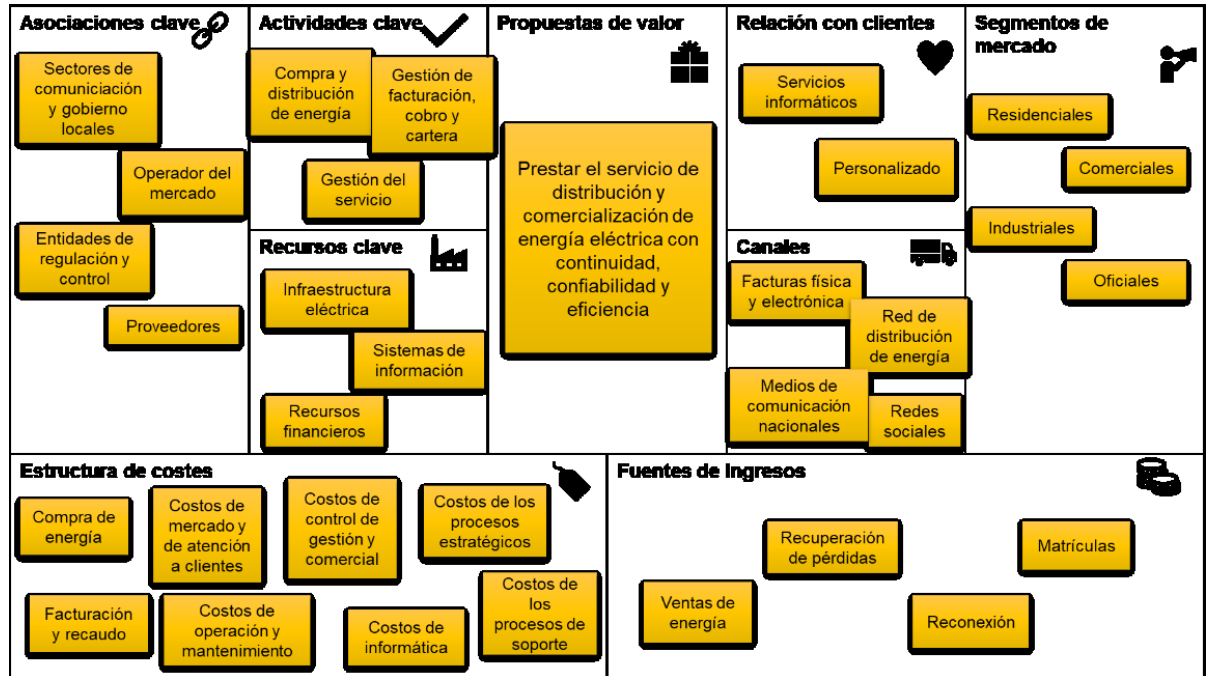 Asociaciones clave
Sectores de
comuniciación
y gobierno
locales
Operador del
mercado
Entidades de
regulación y
control
Proveedores
Actividades clave
Compra y
distribución
de energía
Gestión de
facturación,
cobro y
cartera
Gestión del
servicio
Recursos clave
Infraestructura
eléctrica
Sistemas de
información
Recursos
financieros
Propuestas de valor
Prestar el servicio de
distribución y
comercialización de
energía eléctrica con
continuidad,
confiabilidad y
eficiencia
Relación con clientes
Servicios
informáticos
Personalizado
Canales
Facturas física
y electrónica
Red de
distribución
de energía
Medios de
comunicación
nacionales
Redes
sociales
Segmentos de
mercado
Residenciales
Comerciales
Industriales
Oficiales
Estructura de costes
Compra de
energía
Costos de
mercado y
de atención
a clientes
Costos de
control de
gestión y
comercial
Costos de los
procesos
estratégicos
Facturación
y recaudo
Costos de
operación y
mantenimiento
Costos de
informática
Costos de
los
procesos de
soporte
Fuentes de ingresos
Ventas de
energía
Recuperación
de pérdidas
Reconexión
Matrículas